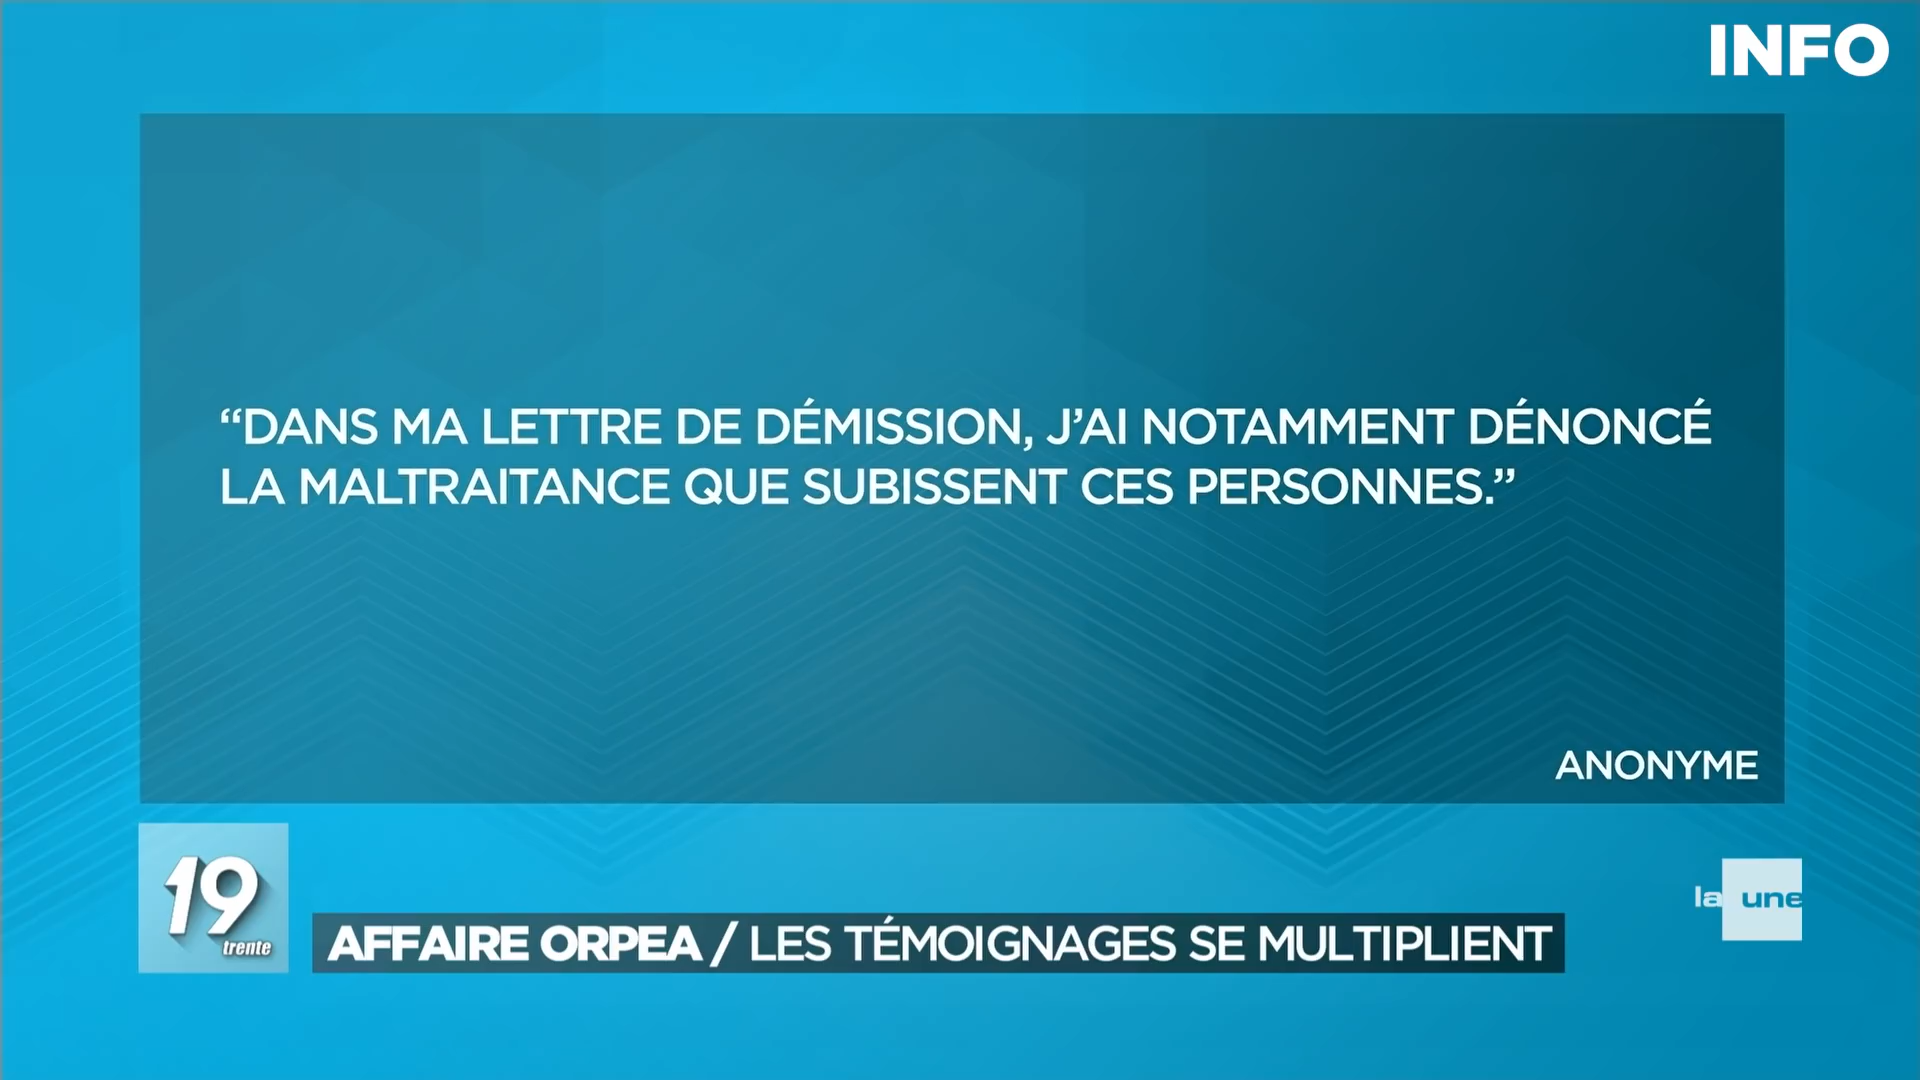 INFO
“DANS MA LETTRE DE DÉMISSION, J’AI NOTAMMENT DÉNONCÉ
LA MALTRAITANCE QUE SUBISSENT CES PERSONNES.”
ANONYME
19
trente
la une
AFFAIRE ORPEA / LES TÉMOIGNAGES SE MULTIPLIENT